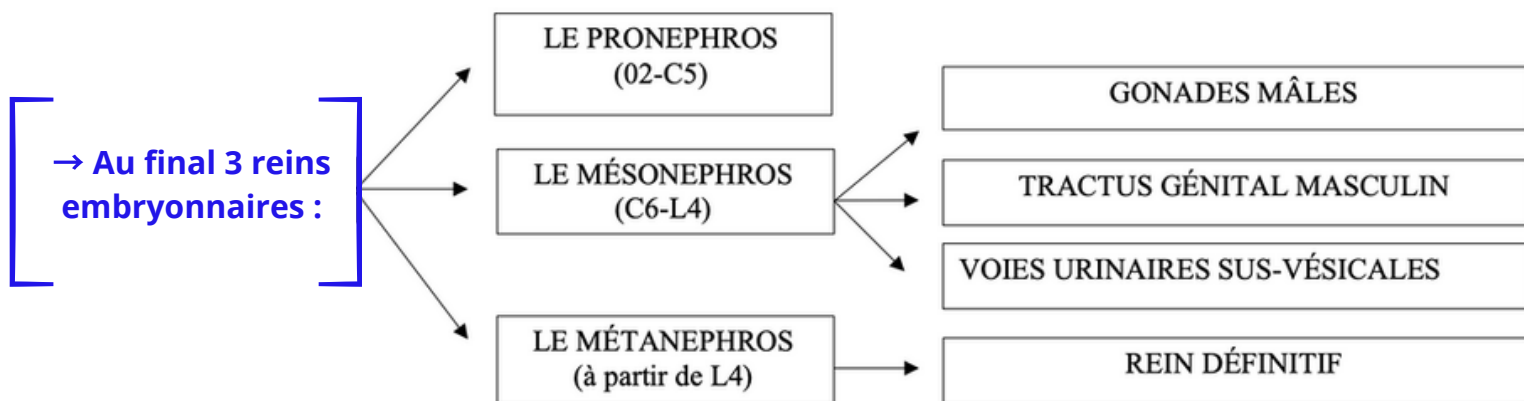 → Au final 3 reins
embryonnaires :
LE PRONEPHROS
(02-C5)
LE MÉSONEPHROS
(C6-L4)
LE MÉTANEPHROS
(à partir de L4)
GONADES MÂLES
TRACTUS GÉNITAL MASCULIN
VOIES URINAIRES SUS-VÉSICALES
REIN DÉFINITIF